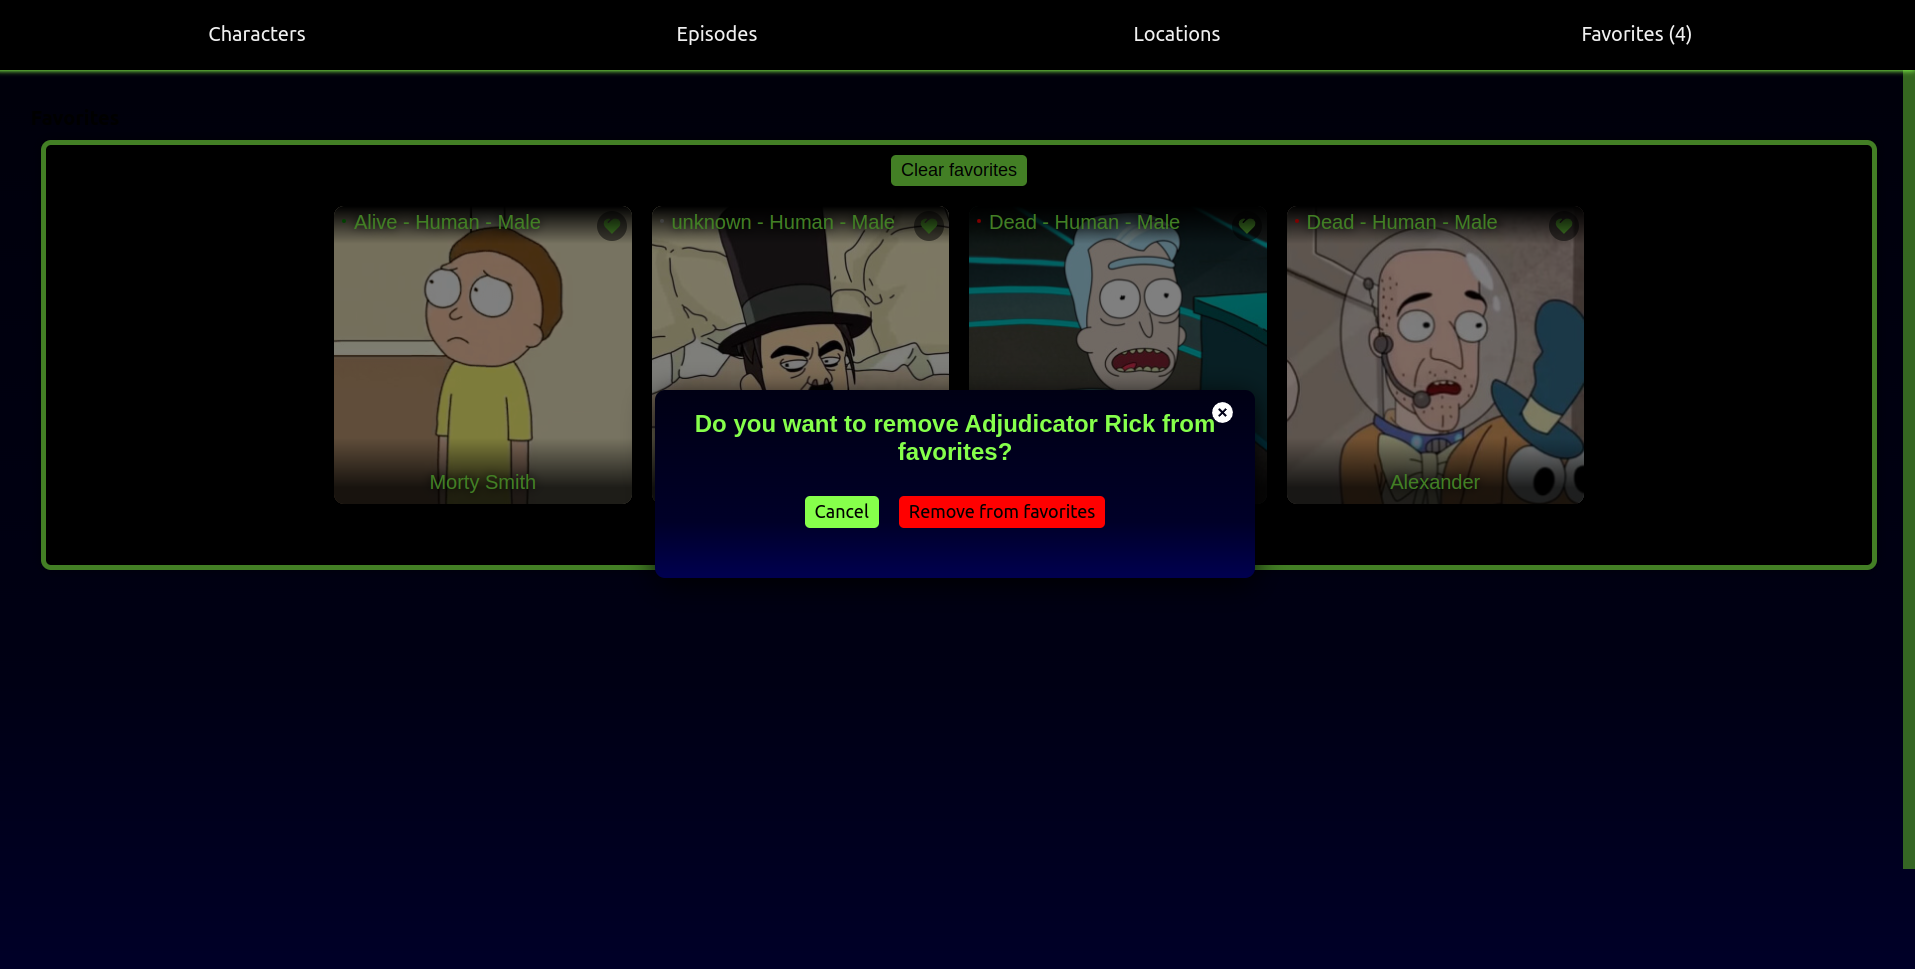 Characters
Episodes
Locations
Favorites (4)
Clear favorites
Alive - Human - Male
unknown - Human - Male
Dead - Human - Male
Dead - Human - Male
Do you want to remove Adjudicator Rick from
favorites?
Morty Smith
Alexander
Cancel
Remove from favorites